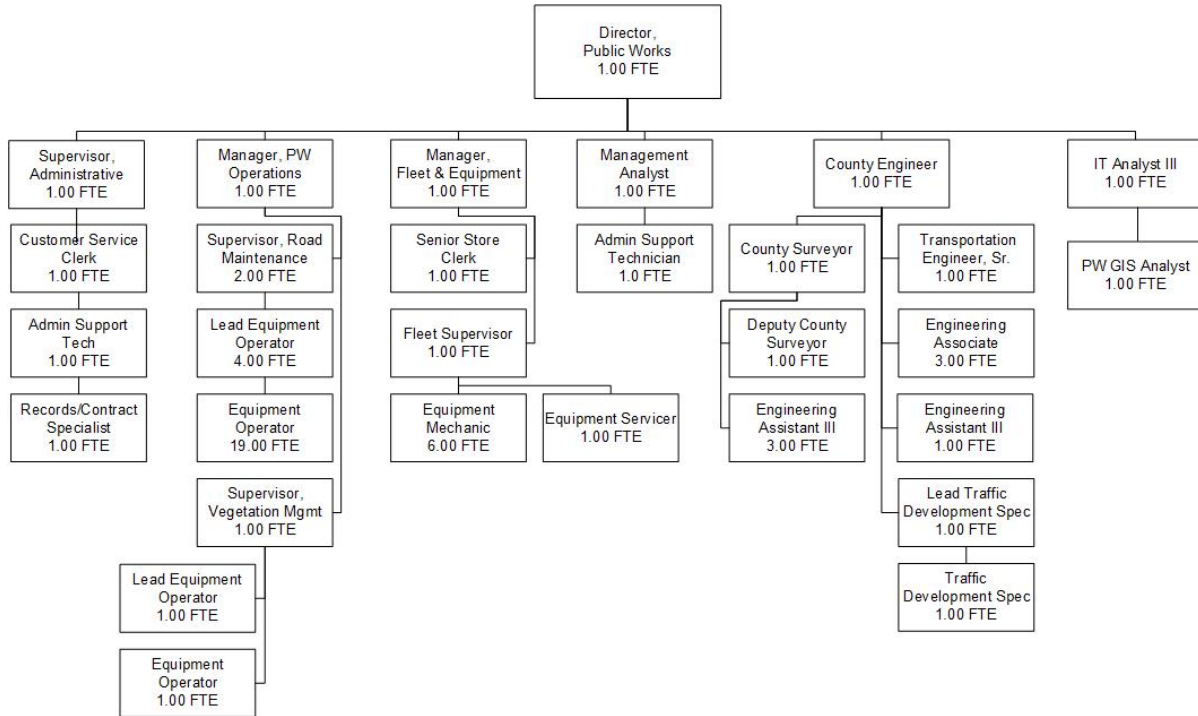 Director,
Public Works
1.00 FTE
Supervisor,
Administrative
1.00 FTE
Manager, PW
Operations
1.00 FTE
Manager,
Fleet & Equipment
1.00 FTE
Management
Analyst
1.00 FTE
County Engineer
1.00 FTE
IT Analyst III
1.00 FTE
Customer Service
Clerk
1.00 FTE
Supervisor, Road
Maintenance
2.00 FTE
Senior Store
Clerk
1.00 FTE
Admin Support
Technician
1.0 FTE
County Surveyor
1.00 FTE
Transportation
Engineer, Sr.
1.00 FTE
PW GIS Analyst
1.00 FTE
Admin Support
Tech
1.00 FTE
Lead Equipment
Operator
4.00 FTE
Fleet Supervisor
1.00 FTE
Deputy County
Surveyor
1.00 FTE
Engineering
Associate
3.00 FTE
Records/Contract
Specialist
1.00 FTE
Equipment
Operator
19.00 FTE
Equipment
Mechanic
6.00 FTE
Equipment Servicer
1.00 FTE
Engineering
Assistant III
3.00 FTE
Engineering
Assistant III
1.00 FTE
Supervisor,
Vegetation Mgmt
1.00 FTE
Lead Traffic
Development Spec
1.00 FTE
Lead Equipment
Operator
1.00 FTE
Traffic
Development Spec
1.00 FTE
Equipment
Operator
1.00 FTE